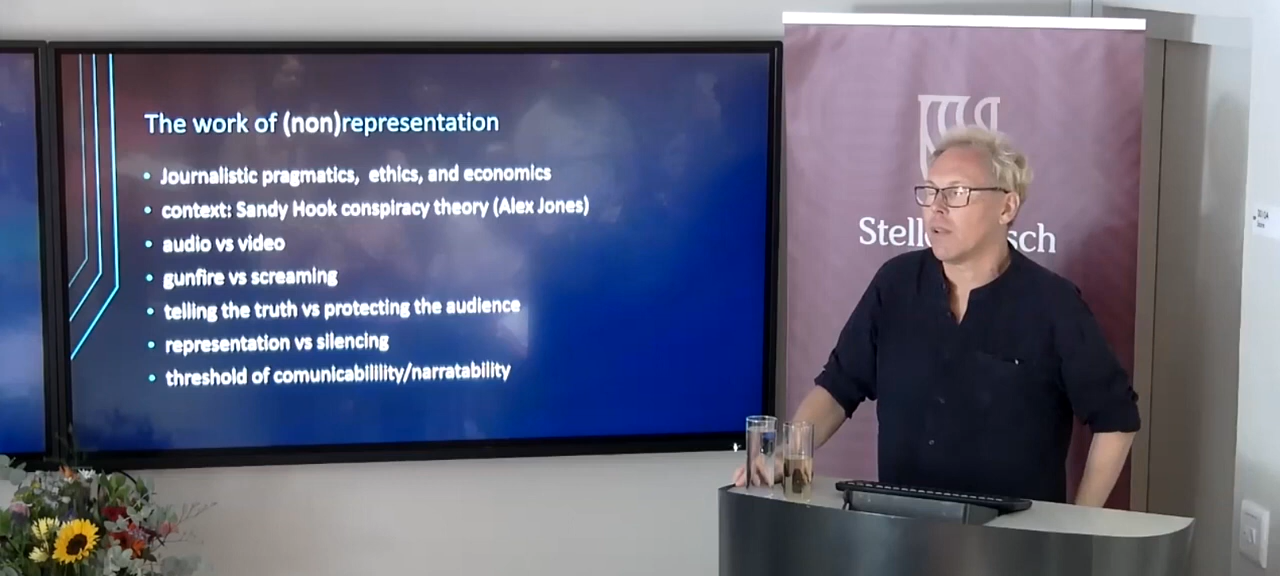 The work of (non)representation
• Journalistic pragmatics, ethics, and economics
• context: Sandy Hook conspiracy theory (Alex Jones)
• audio vs video
• gunfire vs screaming
• telling the truth vs protecting the audience
• representation vs silencing
• threshold of comunicabilility/narratability
Stell sch